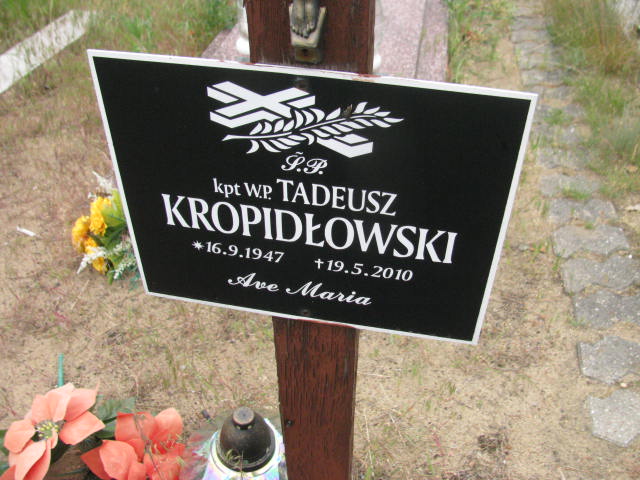 Ś.P.
kpt W.P. TADEUSZ
KROPIDŁOWSKI
*16.9.1947 †19.5.2010
Ave Maria